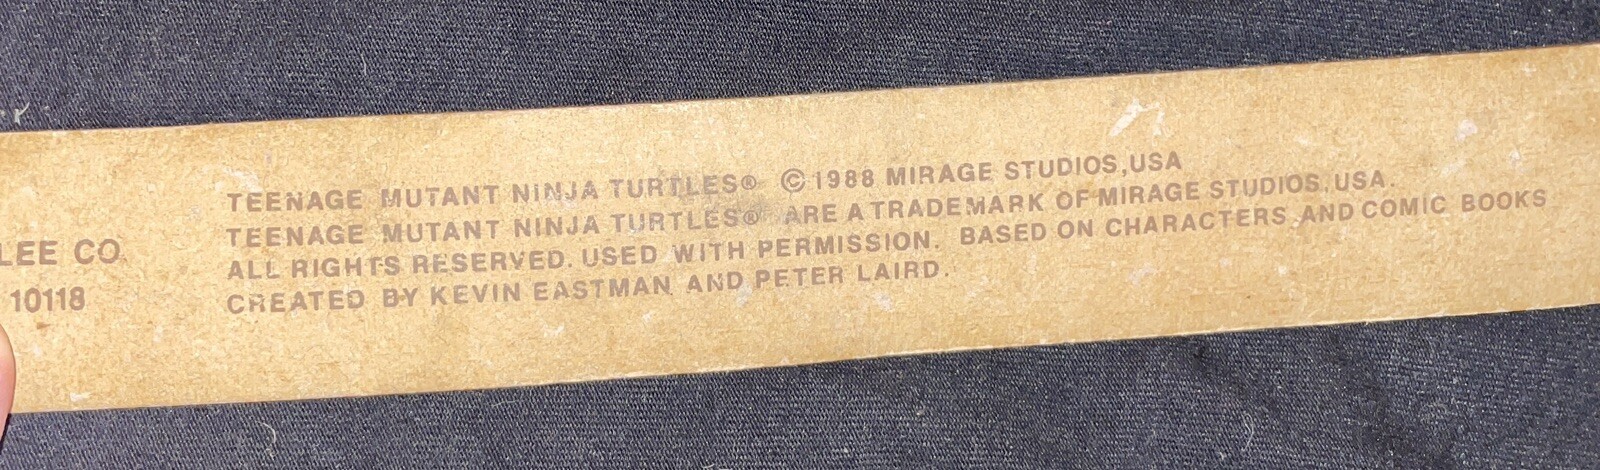 LEE CO.
10118
TEENAGE MUTANT NINJA TURTLES® ©1988 MIRAGE STUDIOS,USA
TEENAGE MUTANT NINJA TURTLES® ARE A TRADEMARK OF MIRAGE STUDIOS, USA.
ALL RIGHTS RESERVED. USED WITH PERMISSION. BASED ON CHARACTERS AND COMIC BOOKS
CREATED BY KEVIN EASTMAN AND PETER LAIRD.